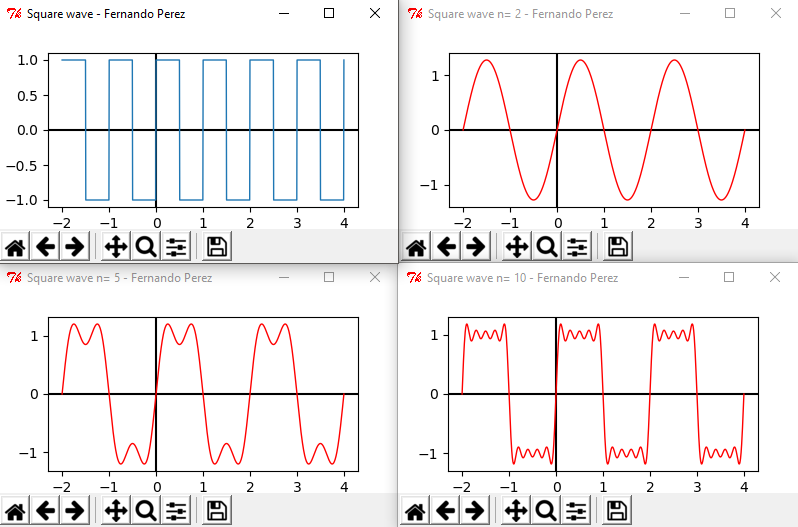 Square wave - Fernando Perez
1.0
0.5
0.0
−0.5
−1.0
−2 −1 0 1 2 3 4
Square wave n= 2 - Fernando Perez
1
0
−1
−2 −1 0 1 2 3 4
Square wave n= 5 - Fernando Perez
1
0
−1
−2 −1 0 1 2 3 4
Square wave n= 10 - Fernando Perez
1
0
−1
−2 −1 0 1 2 3 4